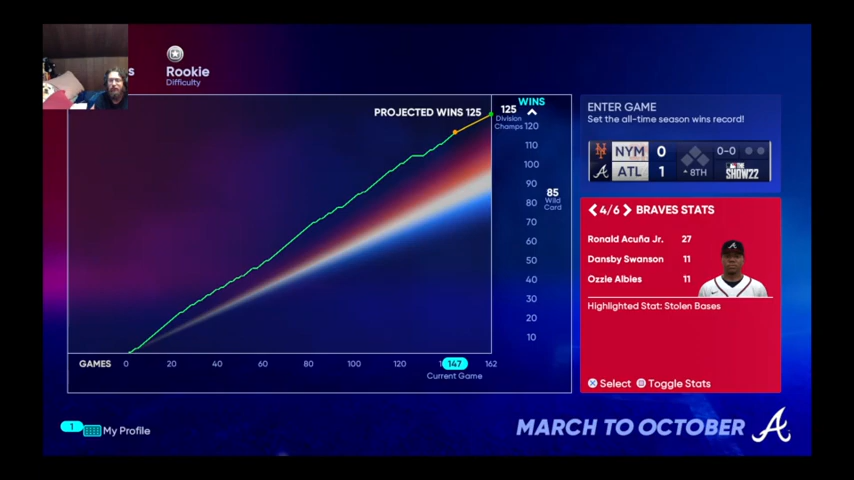 s
Rookie
Difficulty
PROJECTED WINS 125
125
Division
Champs
WINS
120
110
100
90
85
Wild
Card
80
70
60
50
40
30
20
10
GAMES 0 20 40 60 80 100 120 147 162
Current Game
ENTER GAME
Set the all-time season wins record!
NYM 0 0-0
ATL 1 8TH THE SHOW22
4/6 BRAVES STATS
Ronald Acuña Jr. 27
Dansby Swanson 11
Ozzie Albies 11
Highlighted Stat: Stolen Bases
Select Toggle Stats
1 My Profile
MARCH TO OCTOBER A